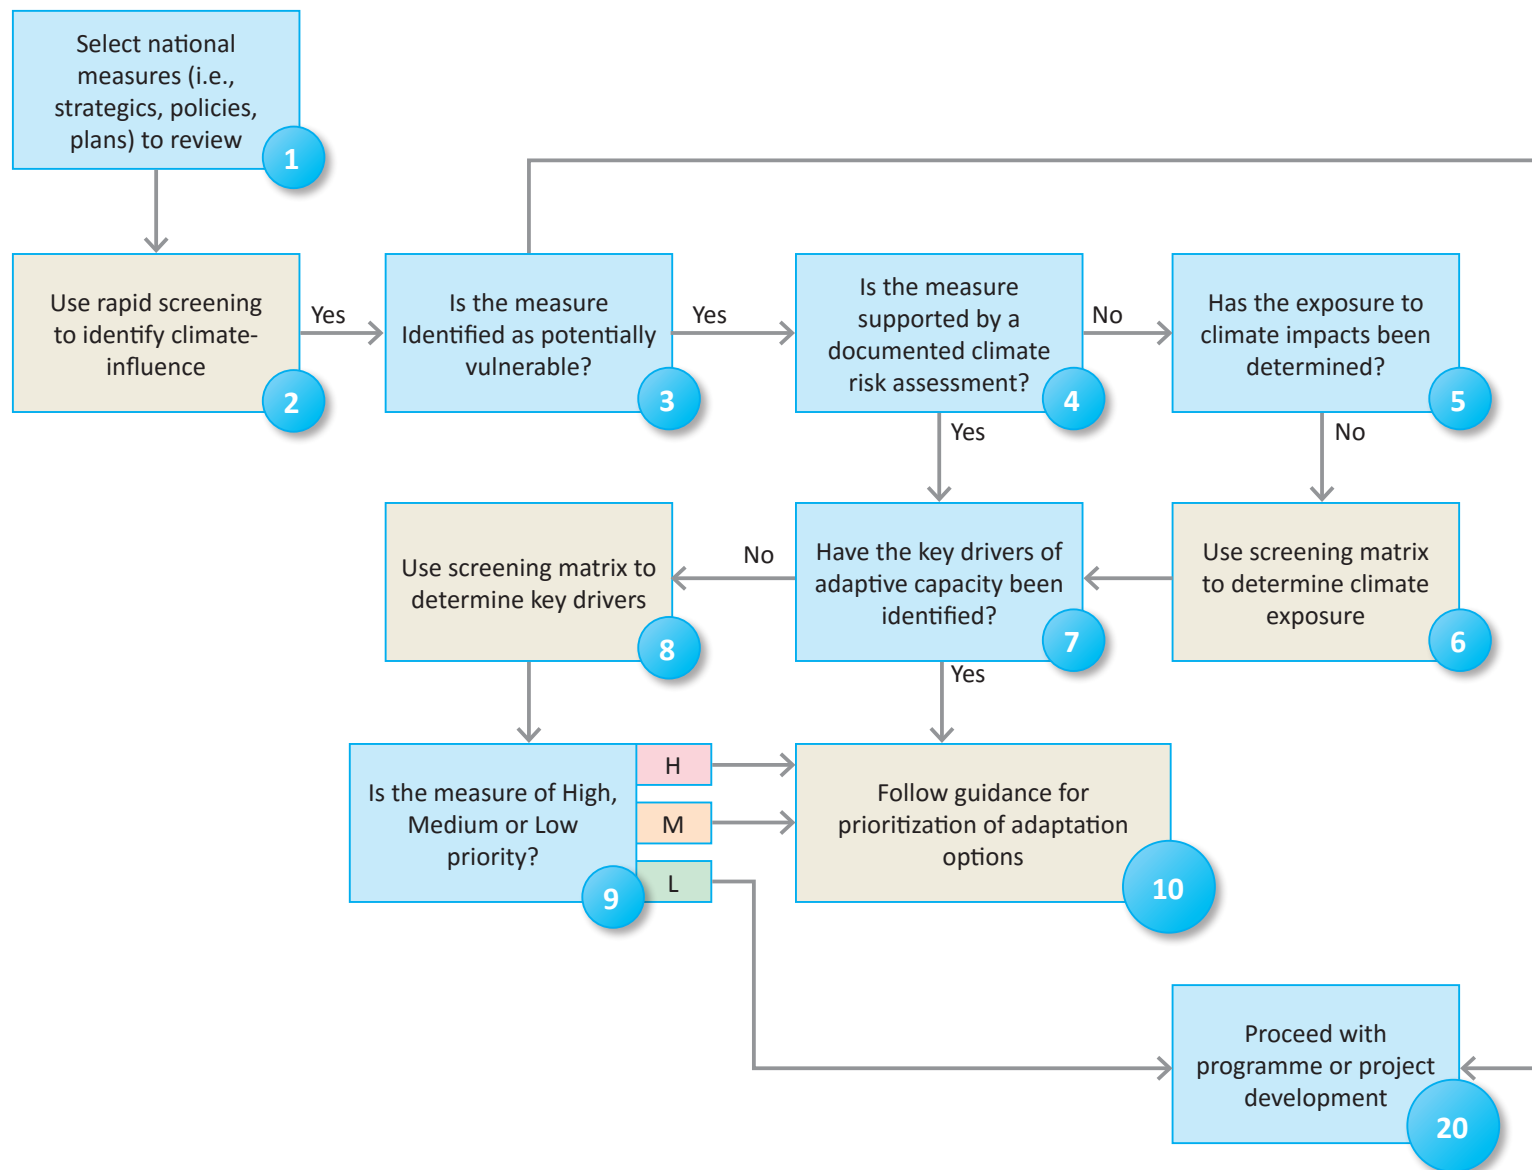 Select national
measures (i.e.,
strategics, policies,
plans) to review
1
Use rapid screening
to identify climate-
influence
2
Yes
Is the measure
Identified as potentially
vulnerable?
3
Yes
Is the measure
supported by a
documented climate
risk assessment?
4
No
Has the exposure to
climate impacts been
determined?
5
Yes
No
Use screening matrix to
determine key drivers
8
No
Have the key drivers of
adaptive capacity been
identified?
7
Use screening matrix
to determine climate
exposure
6
Yes
Is the measure of High,
Medium or Low
priority?
9
H
M
L
Follow guidance for
prioritization of adaptation
options
10
Proceed with
programme or project
development
20